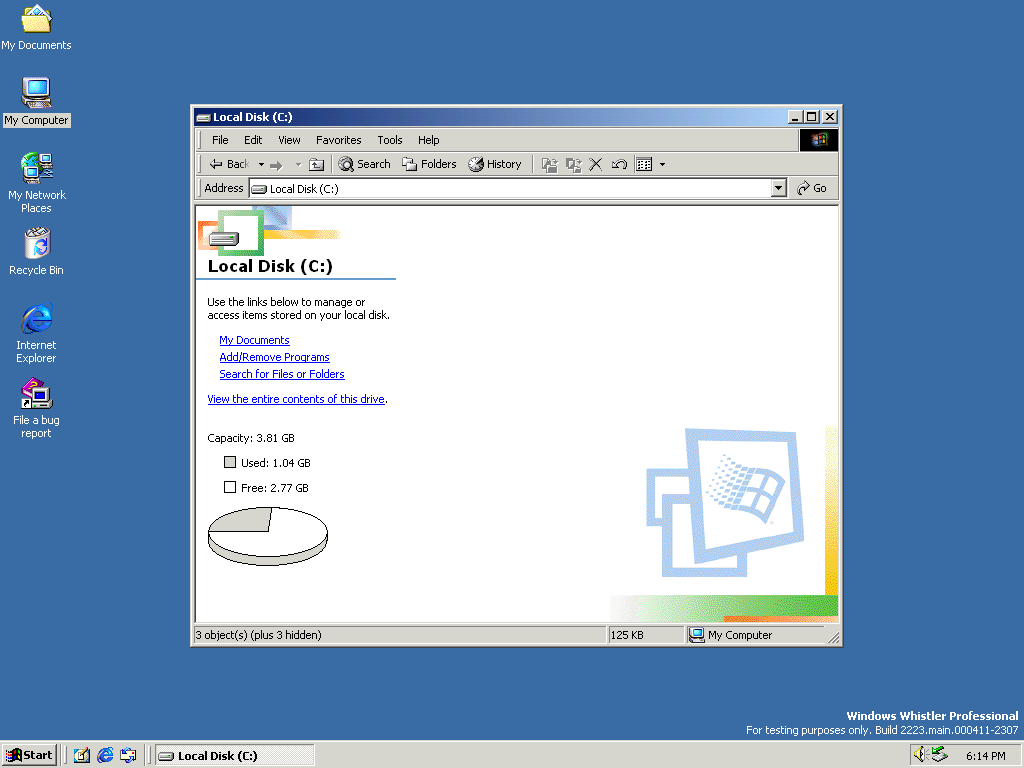 My Documents
My Computer
My Network
Places
Recycle Bin
Internet
Explorer
File a bug
report
Local Disk (C:)
File Edit View Favorites Tools Help
Back Search Folders History
Address Local Disk (C:) Go
Local Disk (C:)
Use the links below to manage or
access items stored on your local disk.
My Documents
Add/Remove Programs
Search for Files or Folders
View the entire contents of this drive.
Capacity: 3.81 GB
Used: 1.04 GB
Free: 2.77 GB
3 object(s) (plus 3 hidden) 125 KB My Computer
Windows Whistler Professional
For testing purposes only. Build 2223.main.000411-2307
Start Local Disk (C:) 6:14 PM